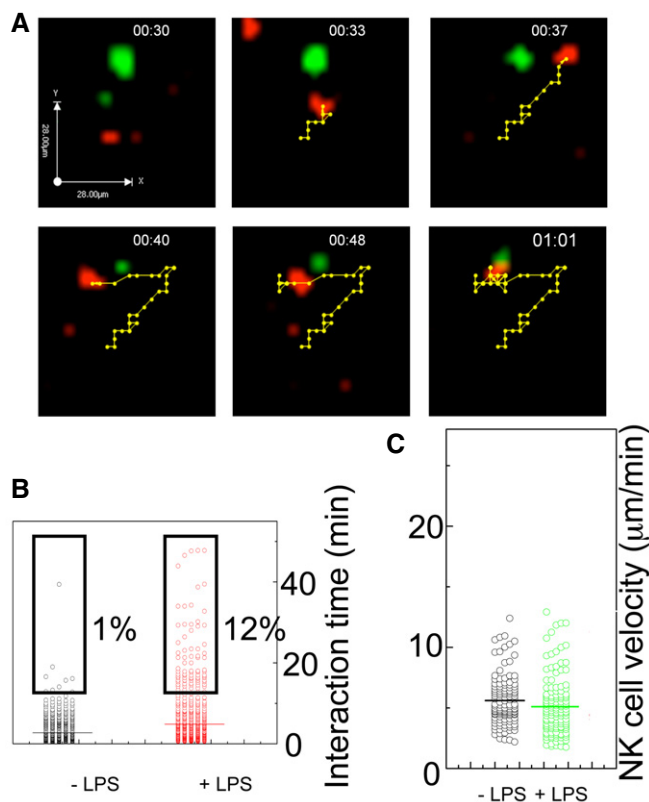 A
00:30
00:33
00:37
Y
28.00µm
X
28.00µm
00:40
00:48
01:01
B
1%
12%
40
20
0
Interaction time (min)
- LPS
+ LPS
C
20
10
0
NK cell velocity (µm/min)
- LPS + LPS